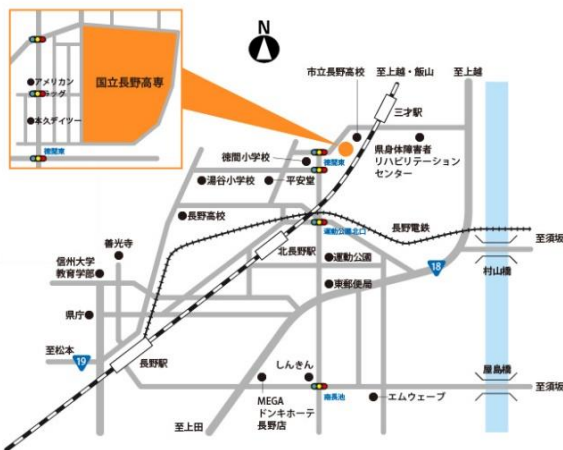 N
国立長野高専
アメリカン
ドラッグ
本久デイツー
徳間東
市立長野高校
至上越・飯山
至上越
三才駅
徳間小学校
徳間東
県身体障害者
リハビリテーション
センター
湯谷小学校
平安堂
長野高校
運動公園北口
長野電鉄
至須坂
善光寺
北長野駅
信州大学
教育学部
運動公園
18
村山橋
東郵便局
県庁
至松本
19
長野駅
しんきん
屋島橋
至須坂
南長池
MEGA
ドンキホーテ
長野店
エムウェーブ
至上田